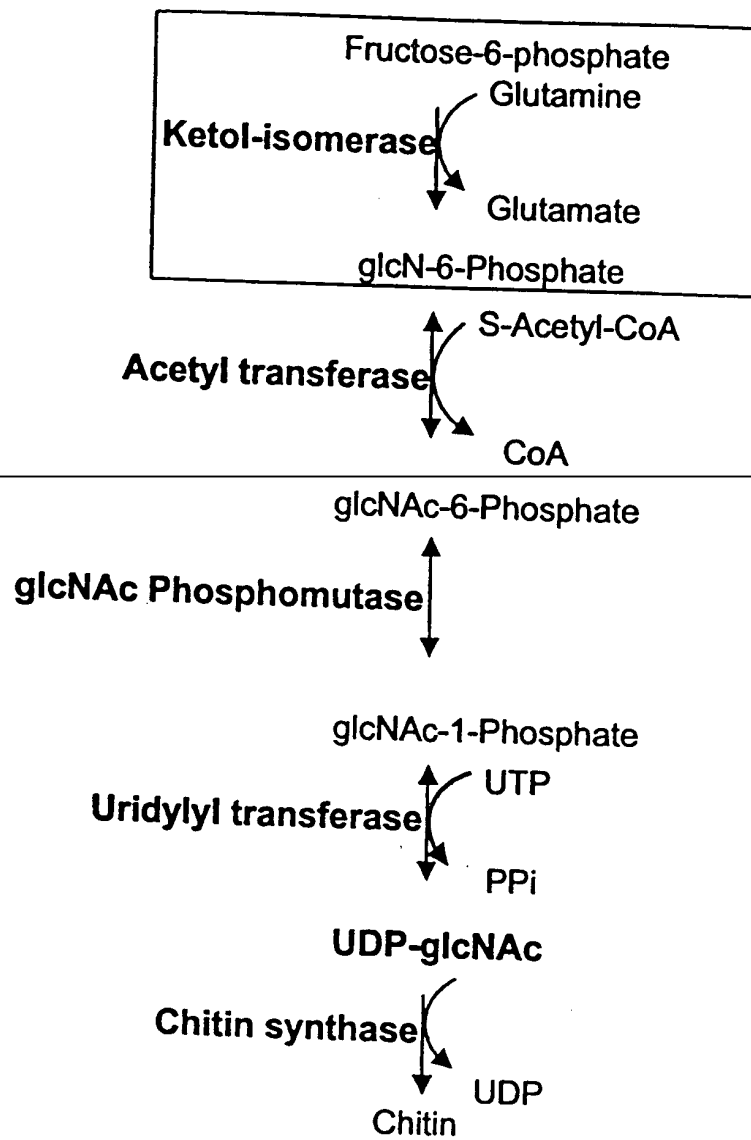 Fructose-6-phosphate
Glutamine
Ketol-isomerase
Glutamate
glcN-6-Phosphate
S-Acetyl-CoA
Acetyl transferase
CoA
glcNAc-6-Phosphate
glcNAc Phosphomutase
glcNAc-1-Phosphate
UTP
Uridylyl transferase
PPi
UDP-glcNAc
Chitin synthase
UDP
Chitin